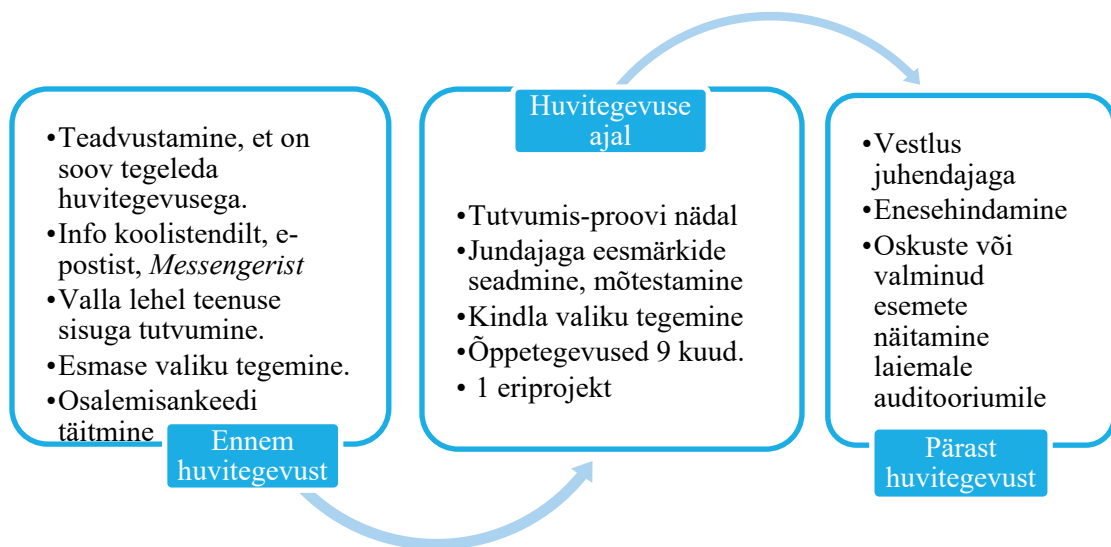 •Teadvustamine, et on
soov tegeleda
huvitegevusega.
•Info koolistendilt, e-
postist, Messengerist
•Valla lehel teenuse
sisuga tutvumine.
•Esmase valiku tegemine.
•Osalemisankeedi
täitmine
Ennem
huvitegevust
Huvitegevuse
ajal
•Tutvumis-proovi nädal
•Jundajaga eesmärkide
seadmine, mõtestamine
•Kindla valiku tegemine
•Õppetegevused 9 kuud.
• 1 eriprojekt
•Vestlus
juhendajaga
•Enesehindamine
•Oskuste või
valminud
esemete
näitamine
laiemale
auditooriumile
Pärast
huvitegevust